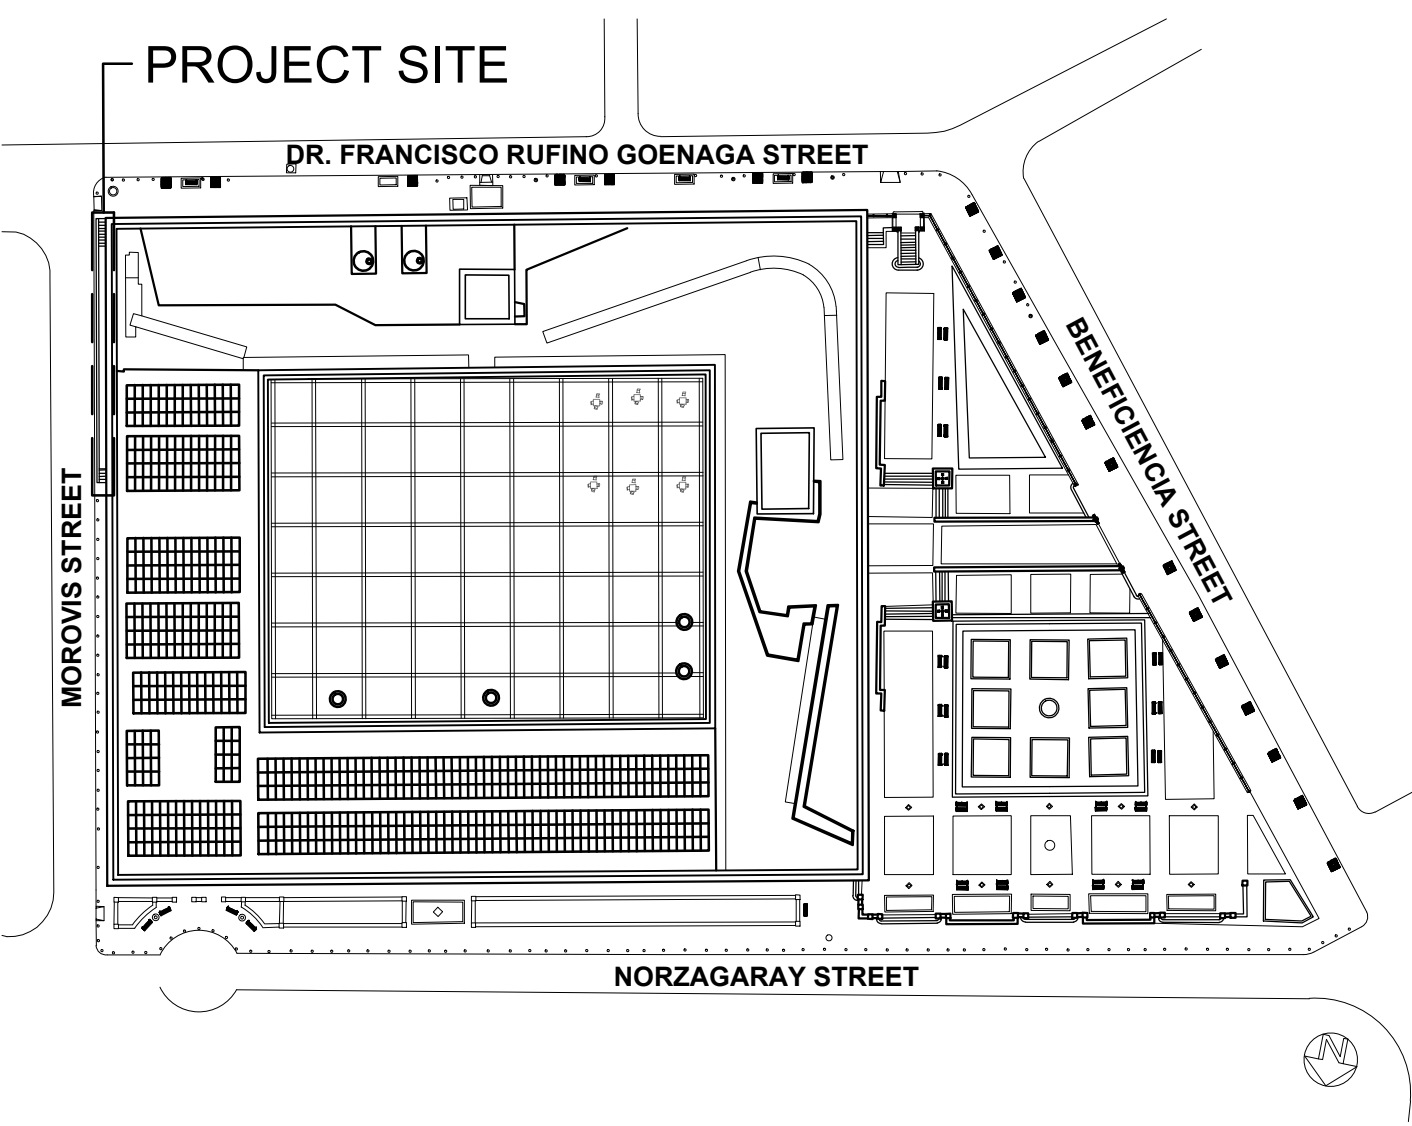 PROJECT SITE
DR. FRANCISCO RUFINO GOENAGA STREET
BENEFICIENCIA STREET
MOROVIS STREET
NORZAGARAY STREET
N